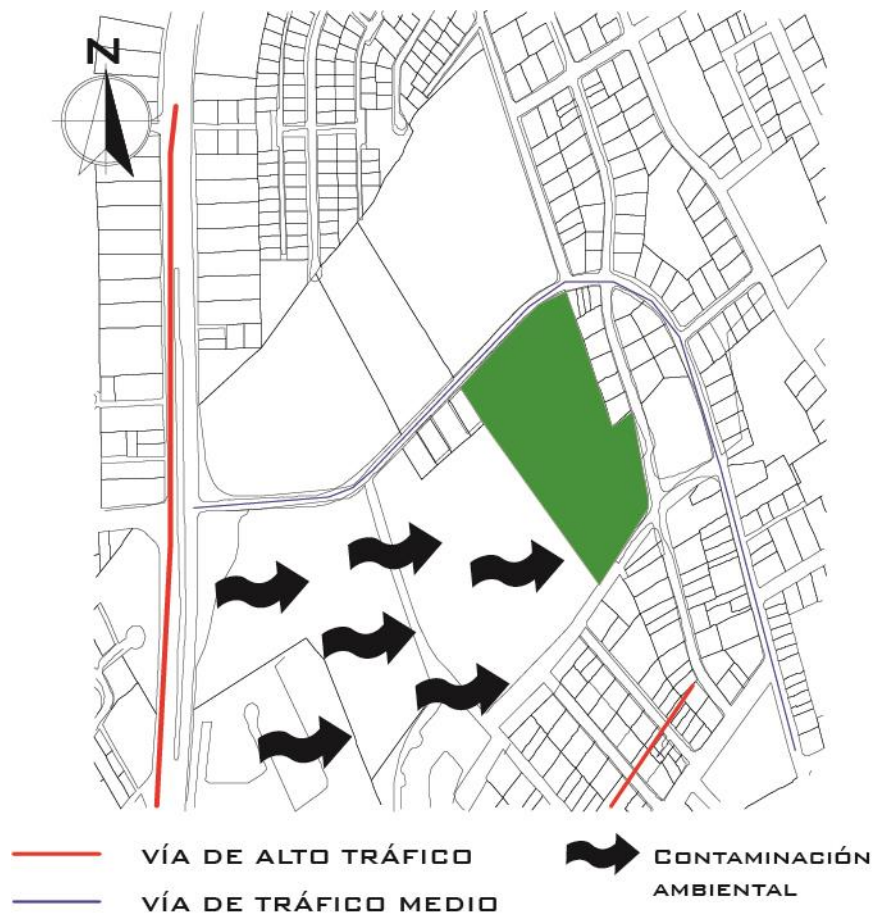 N
VÍA DE ALTO TRÁFICO
VÍA DE TRÁFICO MEDIO
CONTAMINACIÓN
AMBIENTAL